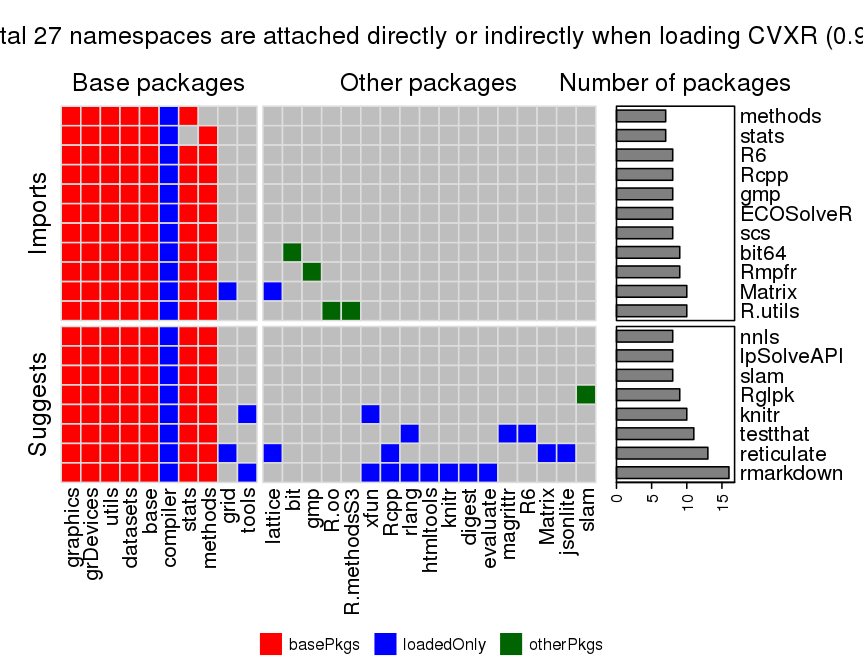 tal 27 namespaces are attached directly or indirectly when loading CVXR (0.9
Base packages
Other packages
Number of packages
Imports
methods
stats
R6
Rcpp
gmp
ECOSolveR
scs
bit64
Rmpfr
Matrix
R.utils
Suggests
nnls
lpSolveAPI
slam
Rglpk
knitr
testthat
reticulate
rmarkdown
graphics
grDevices
utils
datasets
base
compiler
stats
methods
grid
tools
lattice
bit
gmp
R.oo
R.methodsS3
xfun
Rcpp
rlang
htmltools
knitr
digest
evaluate
magrittr
R6
Matrix
jsonlite
slam
0
5
10
15
basePkgs
loadedOnly
otherPkgs